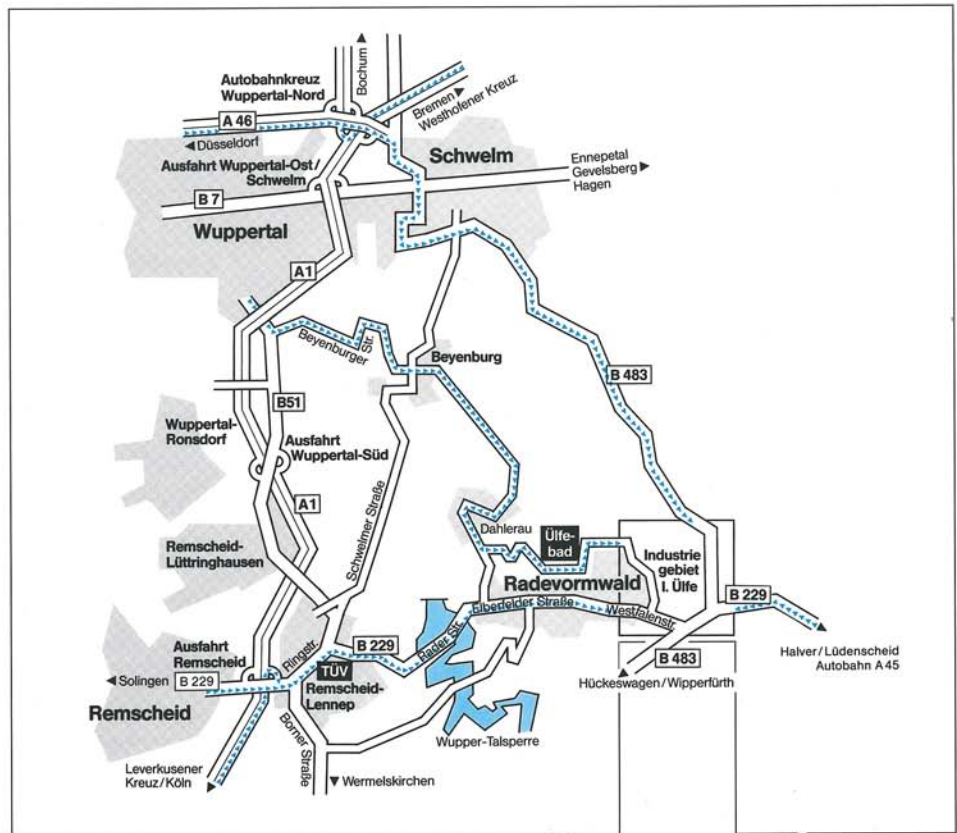 Autobahnkreuz
Wuppertal-Nord
Bochum
A 46
Düsseldorf
Bremen
Westhofener Kreuz
Ausfahrt Wuppertal-Ost/
Schwelm
Schwelm
Ennepetal
Gevelsberg
Hagen
B 7
Wuppertal
A1
Beyenburger
Str.
Beyenburg
B 483
B51
Wuppertal-
Ronsdorf
Ausfahrt
Wuppertal-Süd
A1
Schwelmer Straße
Dahlerau
Ülfe-
bad
Industrie
gebiet
I. Ülfe
Remscheid-
Lüttringhausen
Radevormwald
Elberfelder Straße
Westfalenstr.
B 229
Rader Str.
Ringstr.
B 229
Ausfahrt
Remscheid
TÜV
Remscheid-
Lennep
Solingen
B 229
Remscheid
Borner
Straße
B 483
Hückeswagen/Wipperfürth
Halver/Lüdenscheid
Autobahn A 45
Wupper-Talsperre
Leverkusener
Kreuz/Köln
Wermelskirchen